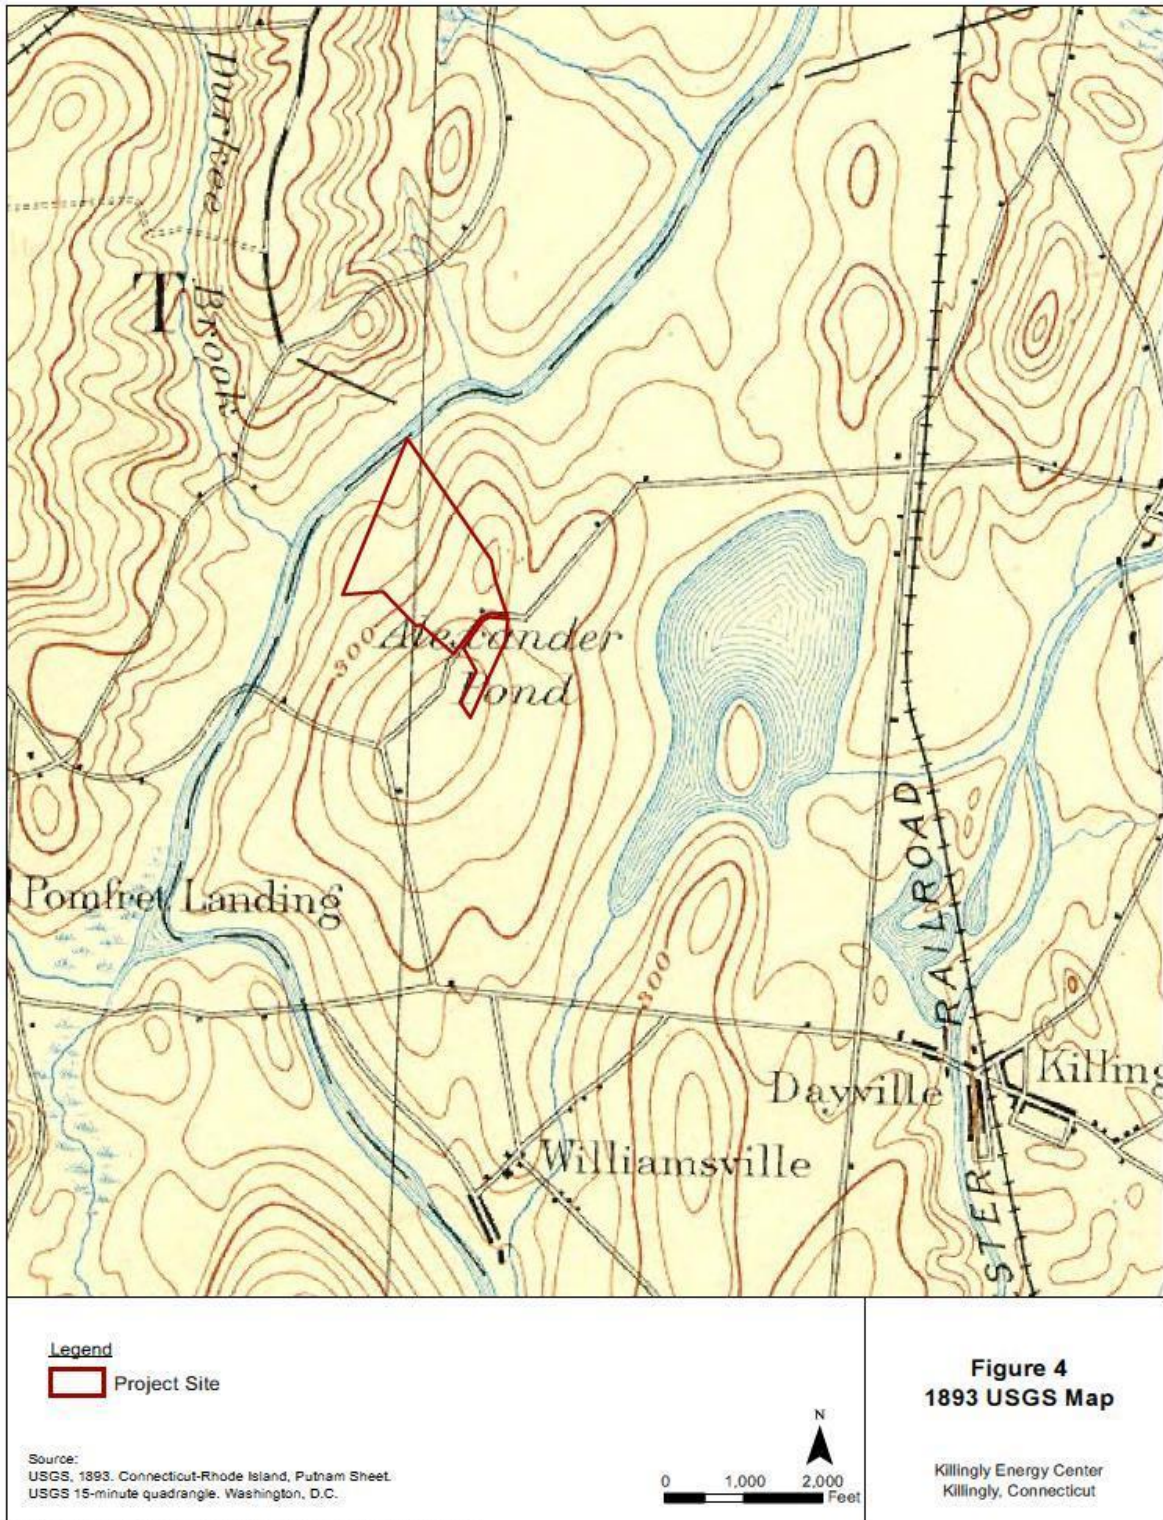 Durkee
Brook
T
300
Alexander
Pond
Pomfret Landing
300
RAILROAD
Dayville
Killing
Williamsville
STER
Legend
Project Site
Source:
USGS, 1893. Connecticut-Rhode Island, Putnam Sheet.
USGS 15-minute quadrangle. Washington, D.C.
N
0 1,000 2,000
Feet
Figure 4
1893 USGS Map
Killingly Energy Center
Killingly, Connecticut